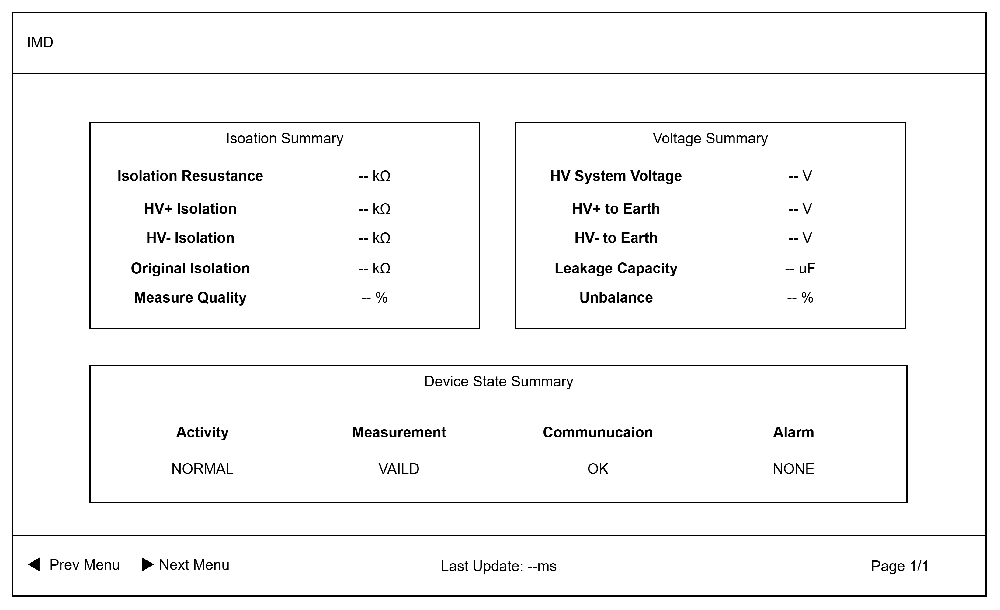 IMD
Isoation Summary
Isolation Resustance -- kΩ
HV+ Isolation -- kΩ
HV- Isolation -- kΩ
Original Isolation -- kΩ
Measure Quality -- %
Voltage Summary
HV System Voltage -- V
HV+ to Earth -- V
HV- to Earth -- V
Leakage Capacity -- uF
Unbalance -- %
Device State Summary
Activity Measurement Communucaion Alarm
NORMAL VAILD OK NONE
◀ Prev Menu ▶ Next Menu Last Update: --ms Page 1/1